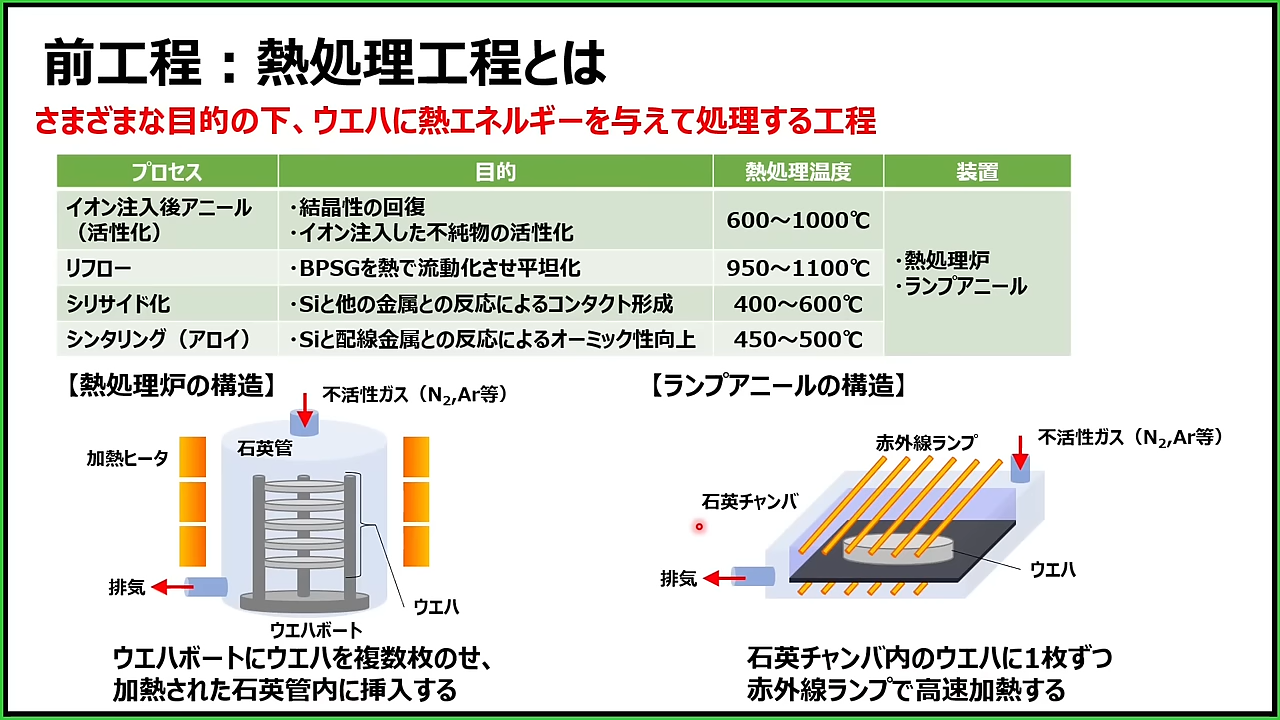 前工程：熱処理工程とは
さまざまな目的の下、ウエハに熱エネルギーを与えて処理する工程
プロセス 目的 熱処理温度 装置
イオン注入後アニール
（活性化）
・結晶性の回復
・イオン注入した不純物の活性化
600～1000℃
リフロー ・BPSGを熱で流動化させ平坦化 950～1100℃
シリサイド化 ・Siと他の金属との反応によるコンタクト形成 400～600℃
シンタリング（アロイ） ・Siと配線金属との反応によるオーミック性向上 450～500℃
・熱処理炉
・ランプアニール
【熱処理炉の構造】
不活性ガス（N2,Ar等）
石英管
加熱ヒータ
排気
ウエハ
ウエハボート
ウエハボートにウエハを複数枚のせ、
加熱された石英管内に挿入する
【ランプアニールの構造】
赤外線ランプ
不活性ガス（N2,Ar等）
石英チャンバ
排気
ウエハ
石英チャンバ内のウエハに1枚ずつ
赤外線ランプで高速加熱する